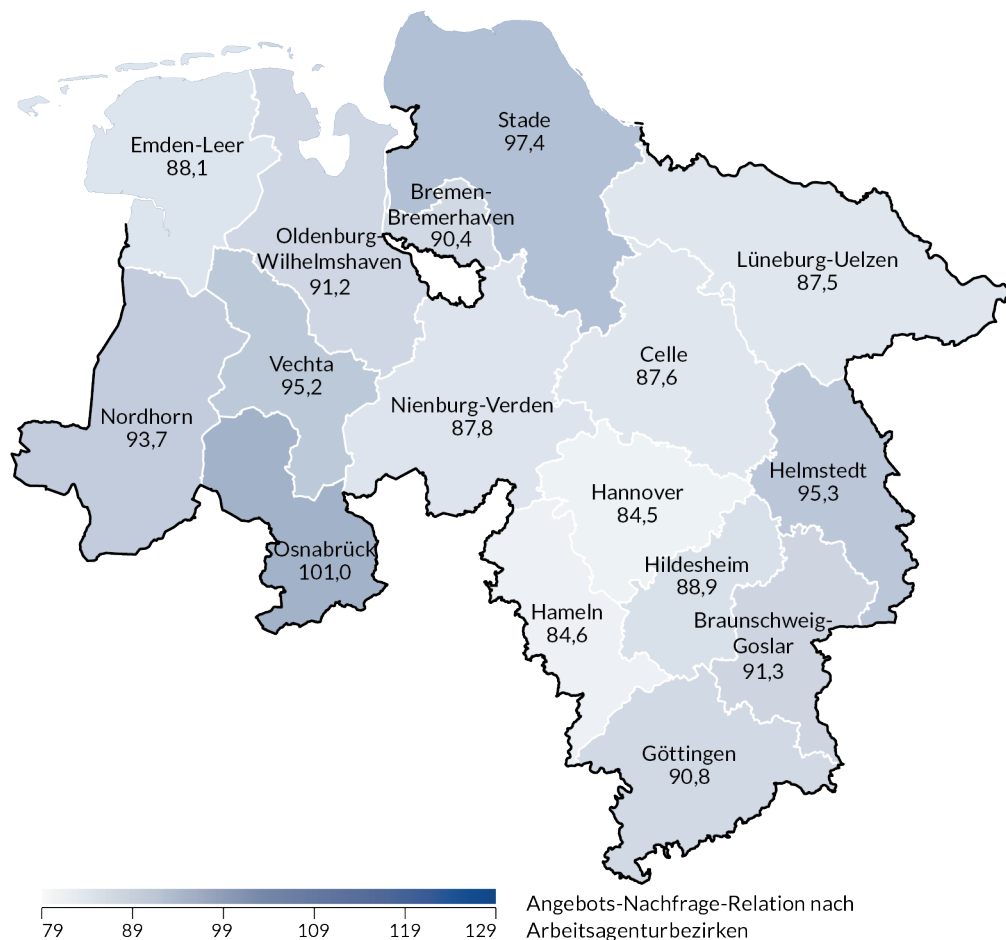 Stade
97,4
Emden-Leer
88,1
Bremen-
Bremerhaven
90,4
Oldenburg-
Wilhelmshaven
91,2
Lüneburg-Uelzen
87,5
Celle
87,6
Vechta
95,2
Nienburg-Verden
87,8
Nordhorn
93,7
Helmstedt
95,3
Hannover
84,5
Osnabrück
101,0
Hildesheim
88,9
Hameln
84,6
Braunschweig-
Goslar
91,3
Göttingen
90,8
79 89 99 109 119 129
Angebots-Nachfrage-Relation nach
Arbeitsagenturbezirken